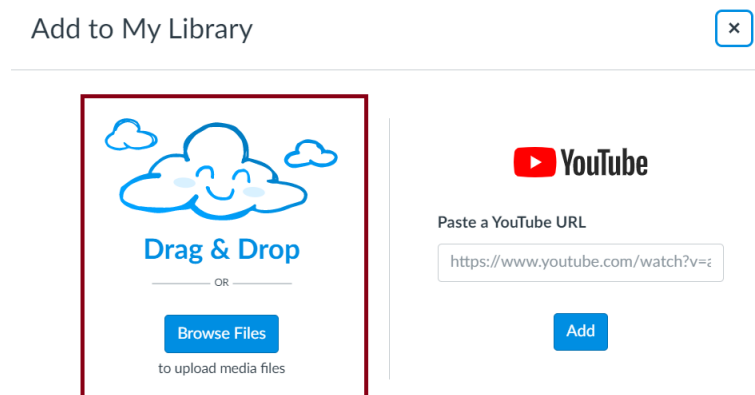 Add to My Library
×
Drag & Drop
OR
Browse Files
to upload media files
YouTube
Paste a YouTube URL
https://www.youtube.com/watch?v=a
Add